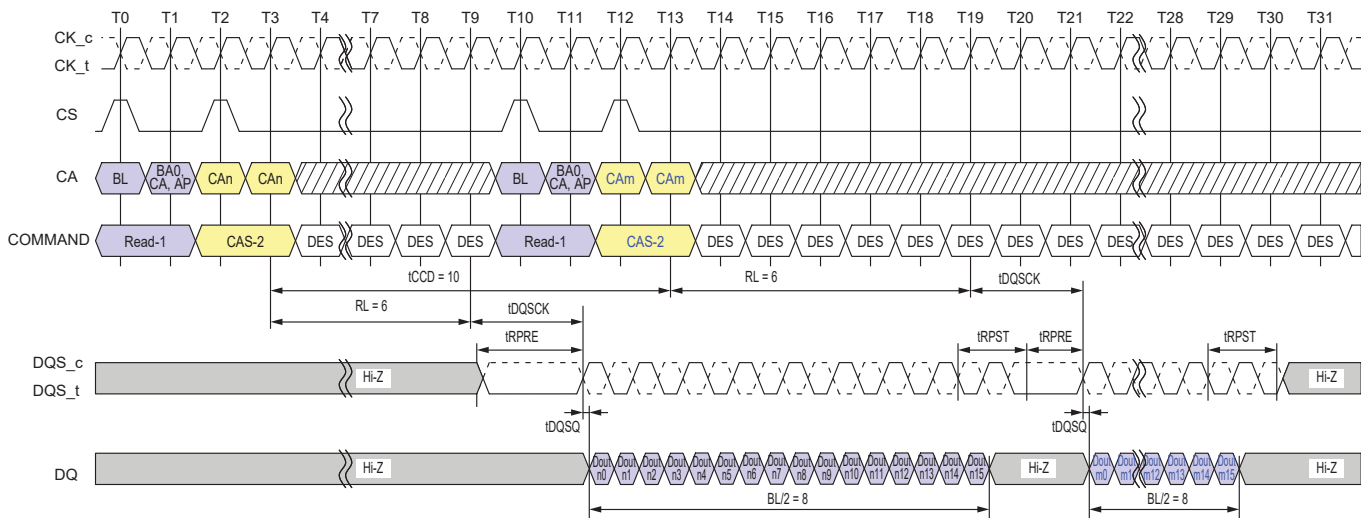 T0 T1 T2 T3 T4 T7 T8 T9 T10 T11 T12 T13 T14 T15 T16 T17 T18 T19 T20 T21 T22 T28 T29 T30 T31
CK_c
CK_t
CS
CA BL BA0, CA, AP CAn CAn BL BA0, CA, AP CAm CAm
COMMAND Read-1 CAS-2 DES DES DES DES Read-1 CAS-2 DES DES DES DES DES DES DES DES DES DES DES DES DES
tCCD = 10 RL = 6 tDQSCK
RL = 6 tDQSCK
tRPRE tRPST tRPRE tRPST
DQS_c
DQS_t
Hi-Z Hi-Z
tDQSQ tDQSQ
DQ Hi-Z Dout n0 Dout n1 Dout n2 Dout n3 Dout n4 Dout n5 Dout n6 Dout n7 Dout n8 Dout n9 Dout n10 Dout n11 Dout n12 Dout n13 Dout n14 Dout n15 Hi-Z Dout m0 Dout m1 Dout m12 Dout m13 Dout m14 Dout m15 Hi-Z
BL/2 = 8 BL/2 = 8